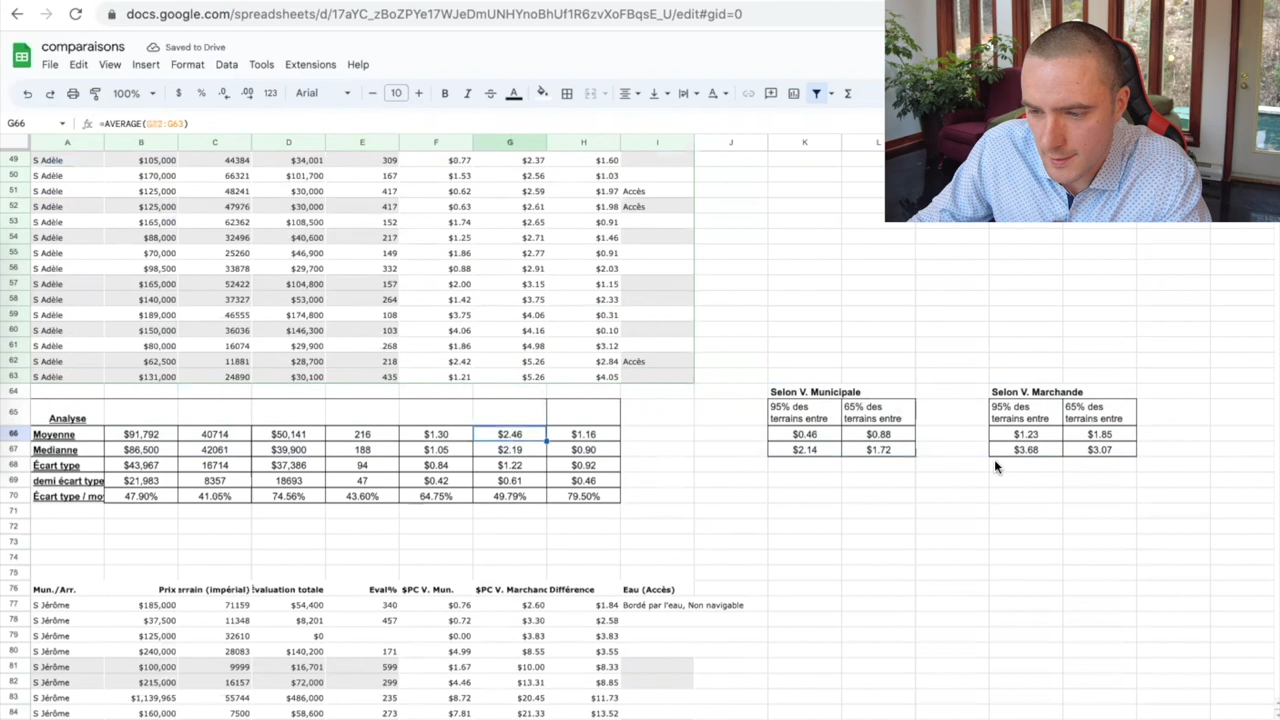 docs.google.com/spreadsheets/d/17aYC_zBoZPYe17WJeDmUNHYnoBhUf1R6zvXoFBqsE_U/edit#gid=0
comparaisons Saved to Drive
File Edit View Insert Format Data Tools Extensions Help
100% $ % .0 .00 123 Arial 10 B I S A Σ
G66 fx =AVERAGE(G22:G63)
A B C D E F G H I J K L
49 S Adèle $105,000 44384 $34,001 309 $0.77 $2.37 $1.60
50 S Adèle $170,000 66321 $101,700 167 $1.53 $2.56 $1.03
51 S Adèle $125,000 48241 $30,000 417 $0.62 $2.59 $1.97 Accès
52 S Adèle $125,000 47976 $30,000 417 $0.63 $2.61 $1.98 Accès
53 S Adèle $165,000 62362 $108,500 152 $1.74 $2.65 $0.91
54 S Adèle $88,000 32496 $40,600 217 $1.25 $2.71 $1.46
55 S Adèle $70,000 25260 $46,900 149 $1.86 $2.77 $0.91
56 S Adèle $98,500 33878 $29,700 332 $0.88 $2.91 $2.03
57 S Adèle $165,000 52422 $104,800 157 $2.00 $3.15 $1.15
58 S Adèle $140,000 37327 $53,000 264 $1.42 $3.75 $2.33
59 S Adèle $189,000 46555 $174,800 108 $3.75 $4.06 $0.31
60 S Adèle $150,000 36036 $146,300 103 $4.06 $4.16 $0.10
61 S Adèle $80,000 16074 $29,900 268 $1.86 $4.98 $3.12
62 S Adèle $62,500 11881 $28,700 218 $2.42 $5.26 $2.84 Accès
63 S Adèle $131,000 24890 $30,100 435 $1.21 $5.26 $4.05
64 Selon V. Municipale Selon V. Marchande
65 Analyse 95% des terrains entre 65% des terrains entre 95% des terrains entre 65% des terrains entre
66 Moyenne $91,792 40714 $50,141 216 $1.30 $2.46 $1.16 $0.46 $0.88 $1.23 $1.85
67 Medianne $86,500 42061 $39,900 188 $1.05 $2.19 $0.90 $2.14 $1.72 $3.68 $3.07
68 Écart type $43,967 16714 $37,386 94 $0.84 $1.22 $0.92
69 demi écart type $21,983 8357 18693 47 $0.42 $0.61 $0.46
70 Écart type / mo 47.90% 41.05% 74.56% 43.60% 64.75% 49.79% 79.50%
71
72
73
74
75
76 Mun./Arr. Prix errain (impérial) Evaluation totale Eval% $PC V. Mun. $PC V. Marchanc Différence Eau (Accès)
77 S Jérôme $185,000 71159 $54,400 340 $0.76 $2.60 $1.84 Bordé par l'eau, Non navigable
78 S Jérôme $37,500 11348 $8,201 457 $0.72 $3.30 $2.58
79 S Jérôme $125,000 32610 $0 $0.00 $3.83 $3.83
80 S Jérôme $240,000 28083 $140,200 171 $4.99 $8.55 $3.55
81 S Jérôme $100,000 9999 $16,701 599 $1.67 $10.00 $8.33
82 S Jérôme $215,000 16157 $72,000 299 $4.46 $13.31 $8.85
83 S Jérôme $1,139,965 55744 $486,000 235 $8.72 $20.45 $11.73
84 S Jérôme $160,000 7500 $58,600 273 $7.81 $21.33 $13.52